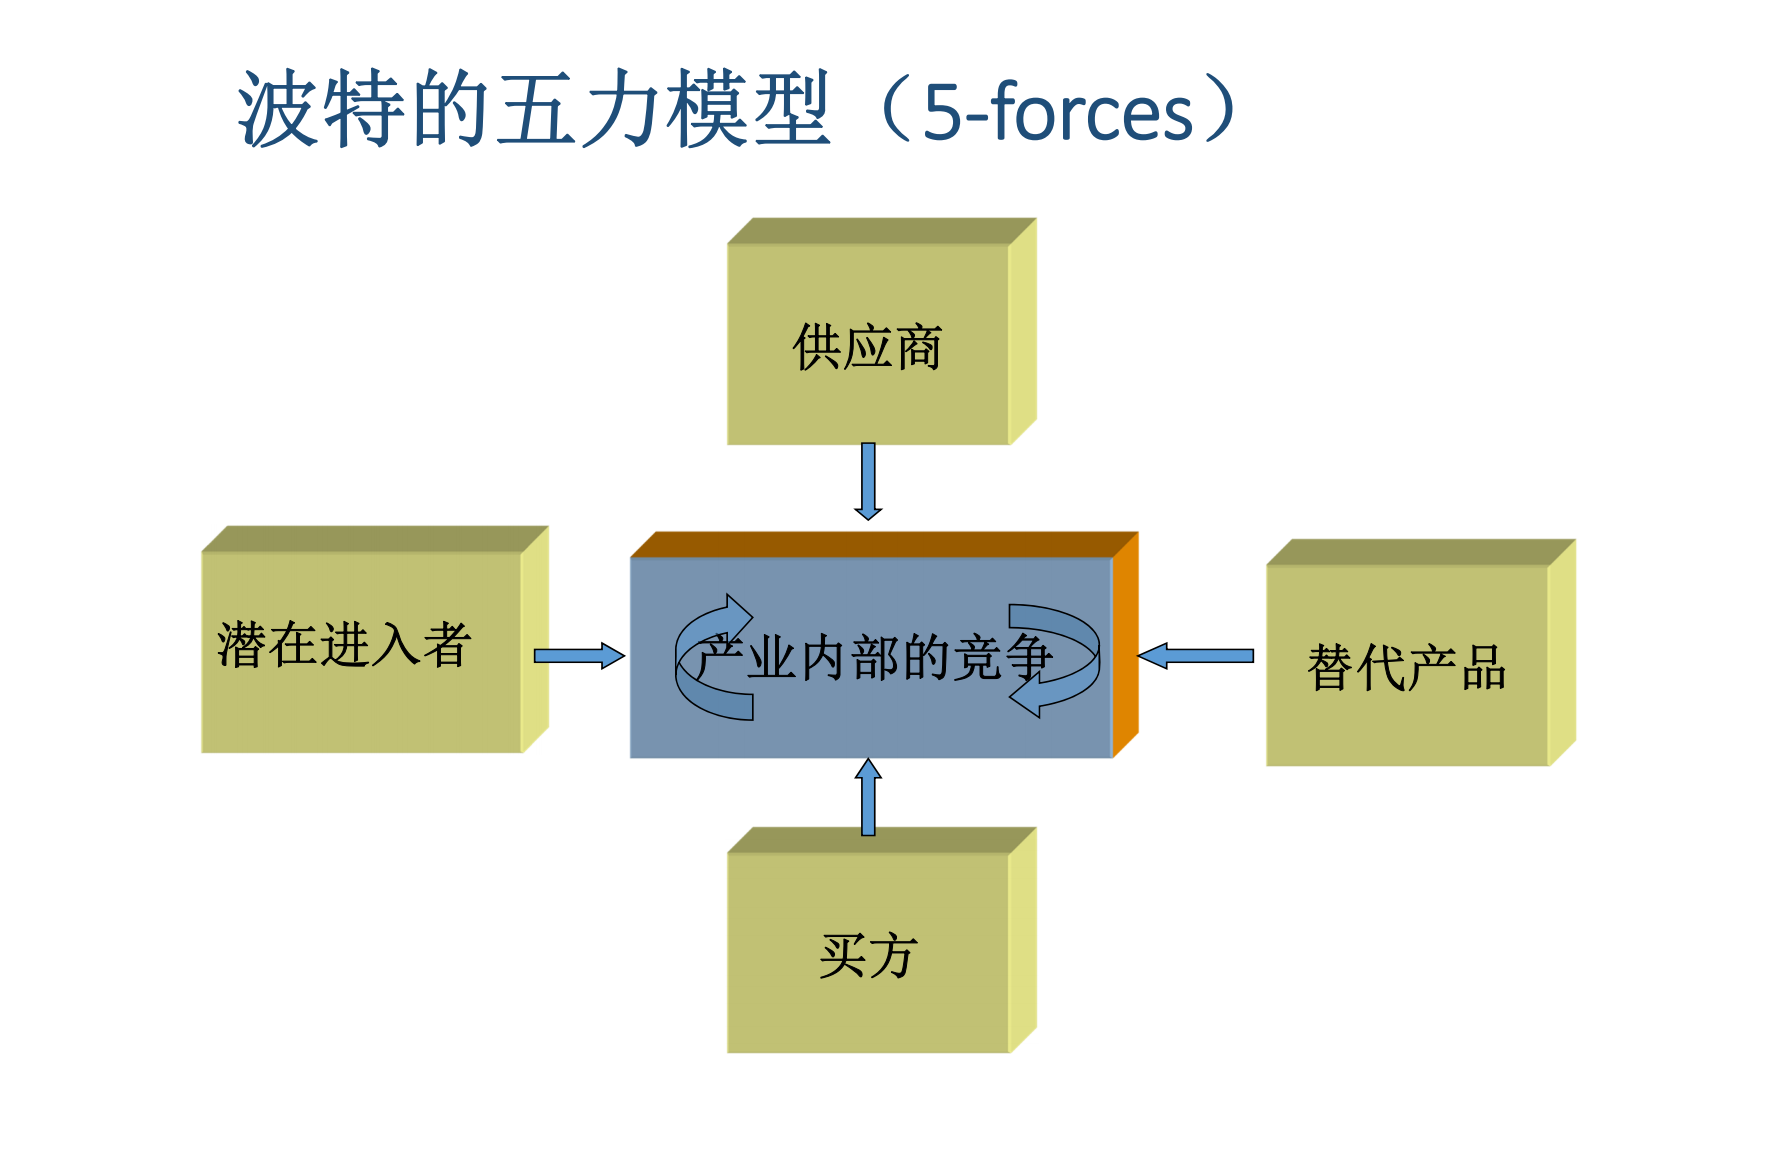 波特的五力模型（5-forces）
供应商
潜在进入者
产业内部的竞争
替代产品
买方